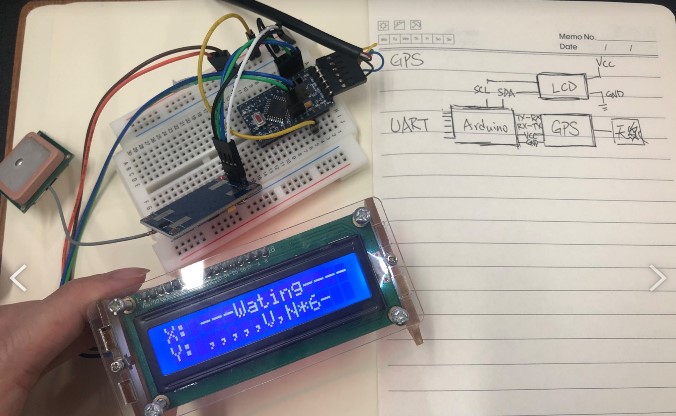 Memo No.
Date / /
GPS
VCC
SCL SDA LCD GND
UART Arduino TX-RX GPS 天线
RX-TX
VCC
GND
X: ---Wating----
Y: ,,,,,,V,N*6-